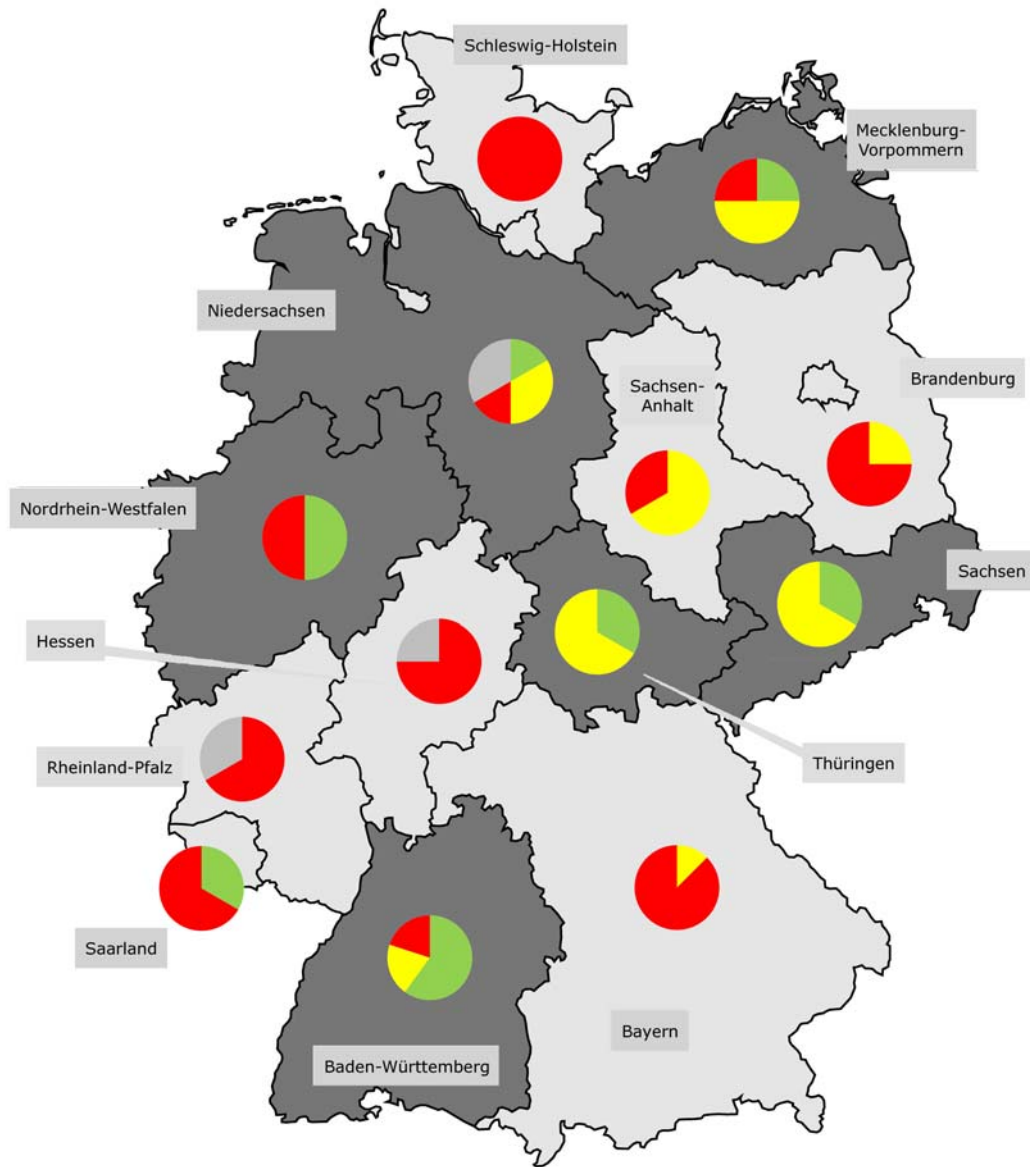 Schleswig-Holstein
Mecklenburg-
Vorpommern
Niedersachsen
Sachsen-
Anhalt
Brandenburg
Nordrhein-Westfalen
Sachsen
Hessen
Rheinland-Pfalz
Thüringen
Saarland
Bayern
Baden-Württemberg